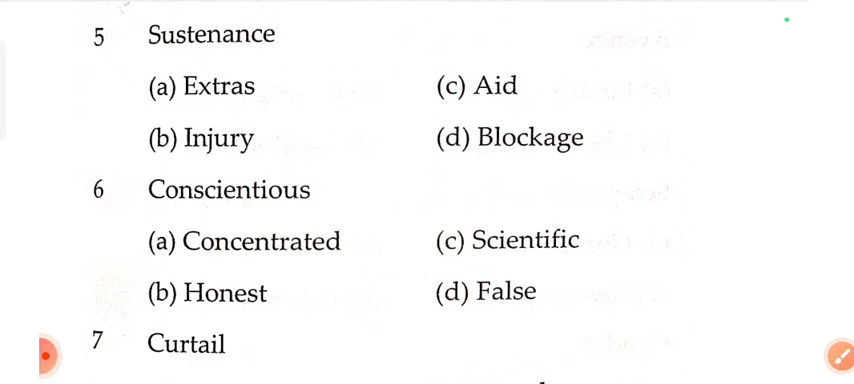 5 Sustenance
(a) Extras (c) Aid
(b) Injury (d) Blockage
6 Conscientious
(a) Concentrated (c) Scientific
(b) Honest (d) False
7 Curtail